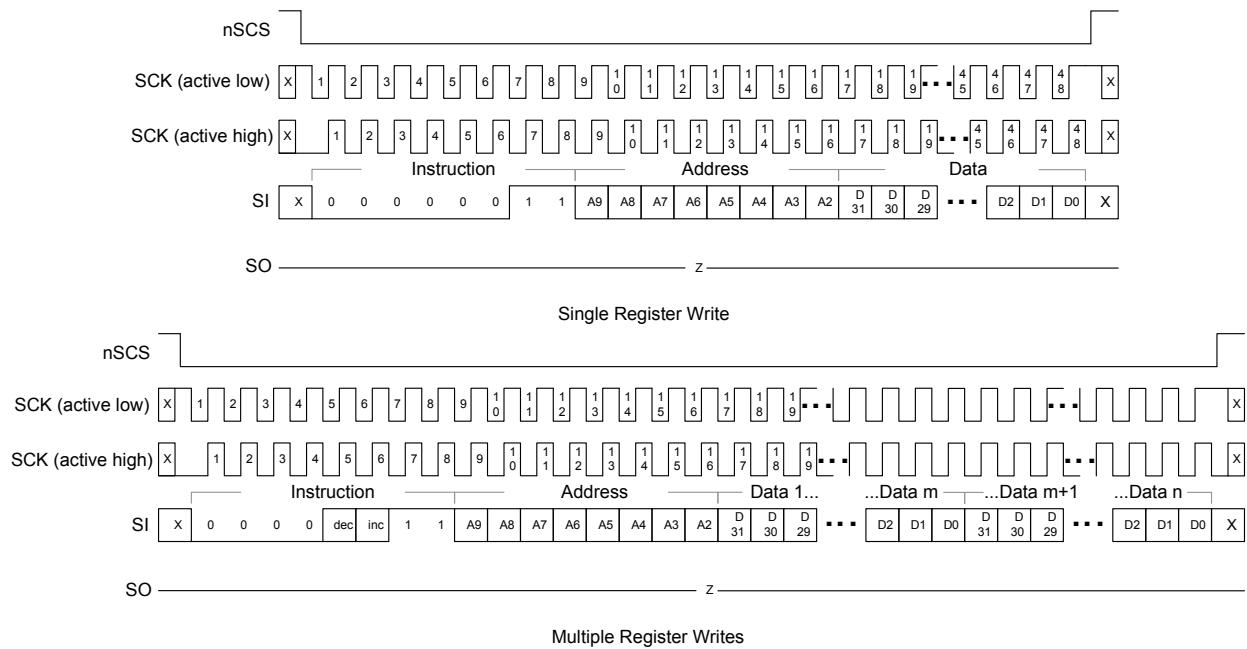 nSCS
SCK (active low) X 1 2 3 4 5 6 7 8 9 10 11 12 13 14 15 16 17 18 19 ... 45 46 47 48 X
SCK (active high) X 1 2 3 4 5 6 7 8 9 10 11 12 13 14 15 16 17 18 19 ... 45 46 47 48 X
Instruction Address Data
SI X 0 0 0 0 0 0 1 1 A9 A8 A7 A6 A5 A4 A3 A2 D31 D30 D29 ... D2 D1 D0 X
SO Z
Single Register Write
nSCS
SCK (active low) X 1 2 3 4 5 6 7 8 9 10 11 12 13 14 15 16 17 18 19 ... ... X
SCK (active high) X 1 2 3 4 5 6 7 8 9 10 11 12 13 14 15 16 17 18 19 ... ... X
Instruction Address Data 1... ...Data m ...Data m+1 ...Data n
SI X 0 0 0 0 dec inc 1 1 A9 A8 A7 A6 A5 A4 A3 A2 D31 D30 D29 ... D2 D1 D0 D31 D30 D29 ... D2 D1 D0 X
SO Z
Multiple Register Writes